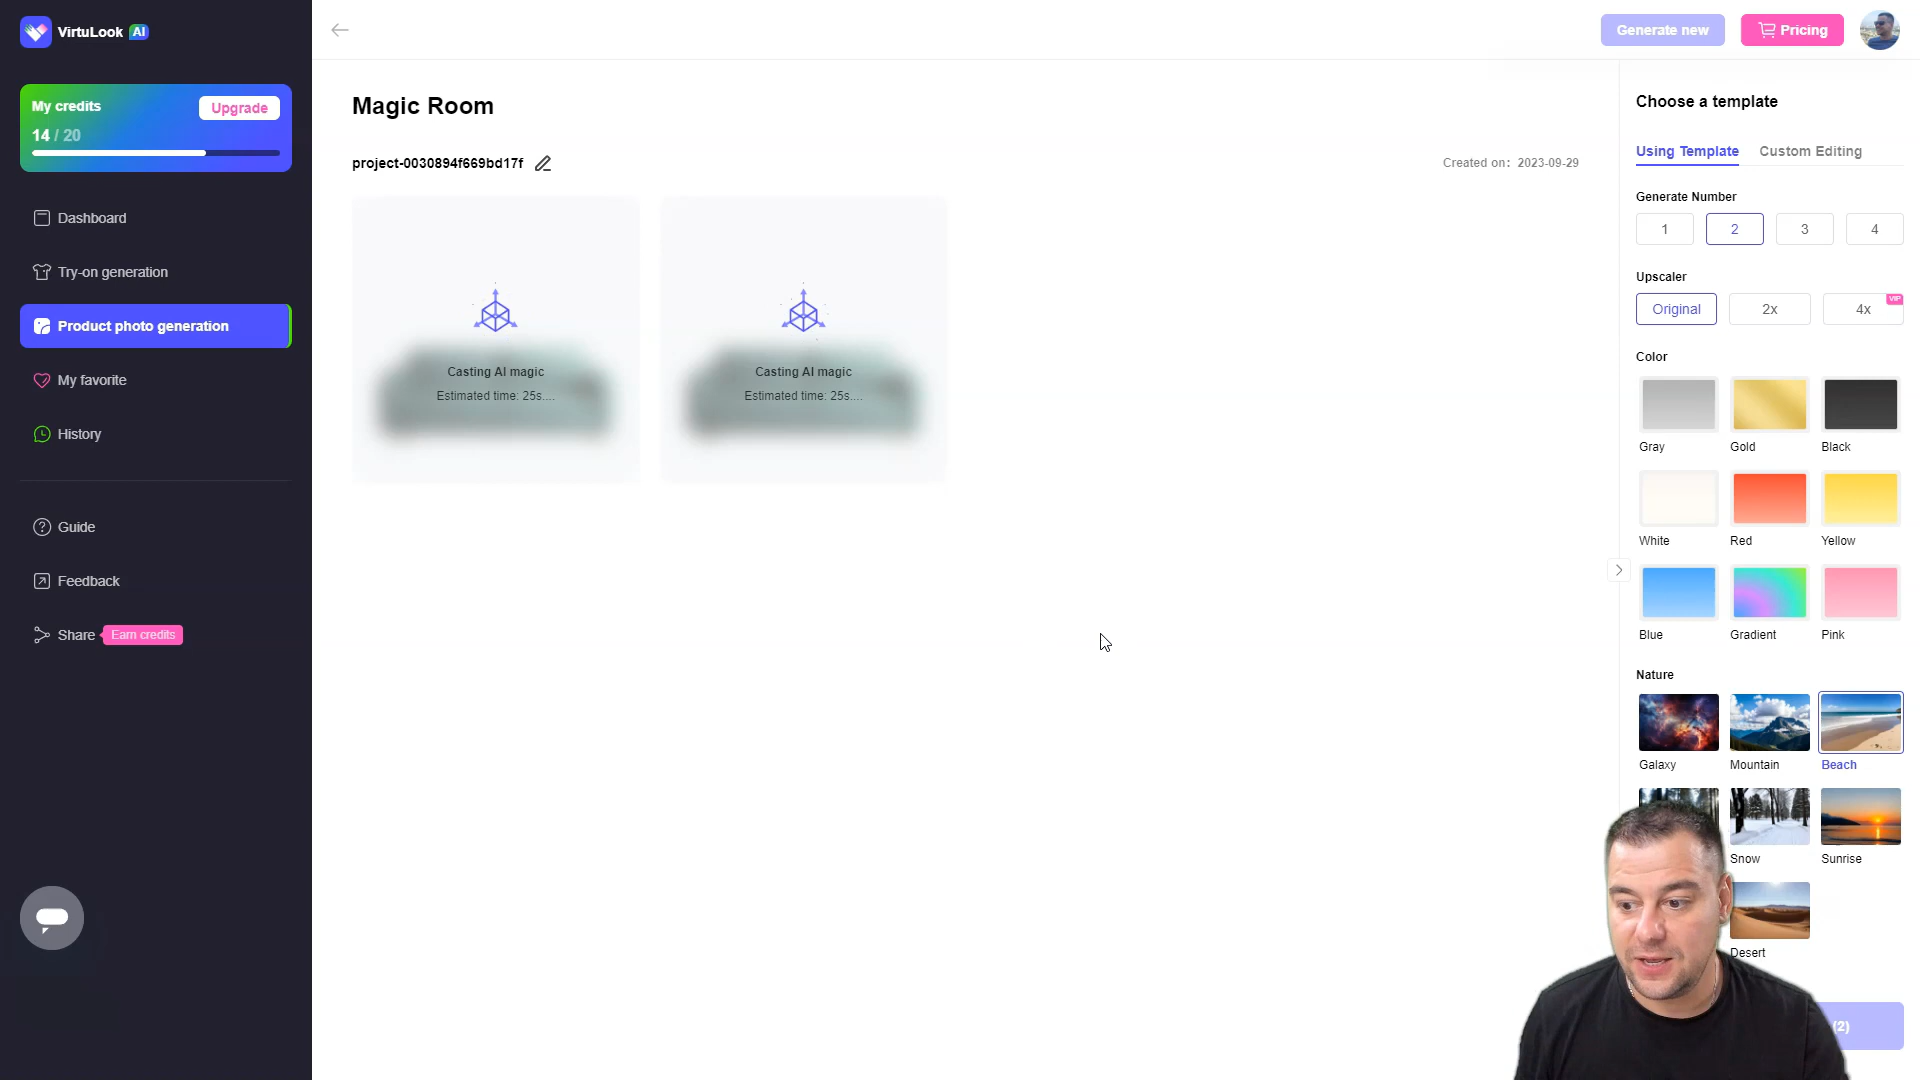 VirtuLook AI
My credits
Upgrade
14 / 20
Dashboard
Try-on generation
Product photo generation
My favorite
History
Guide
Feedback
Share
Earn credits
Generate new
Pricing
Magic Room
project-0030894f669bd17f
Created on: 2023-09-29
Casting AI magic
Estimated time: 25s....
Casting AI magic
Estimated time: 25s....
Choose a template
Using Template
Custom Editing
Generate Number
1
2
3
4
Upscaler
Original
2x
4x
VIP
Color
Gray
Gold
Black
White
Red
Yellow
Blue
Gradient
Pink
Nature
Galaxy
Mountain
Beach
Snow
Sunrise
Desert
(2)